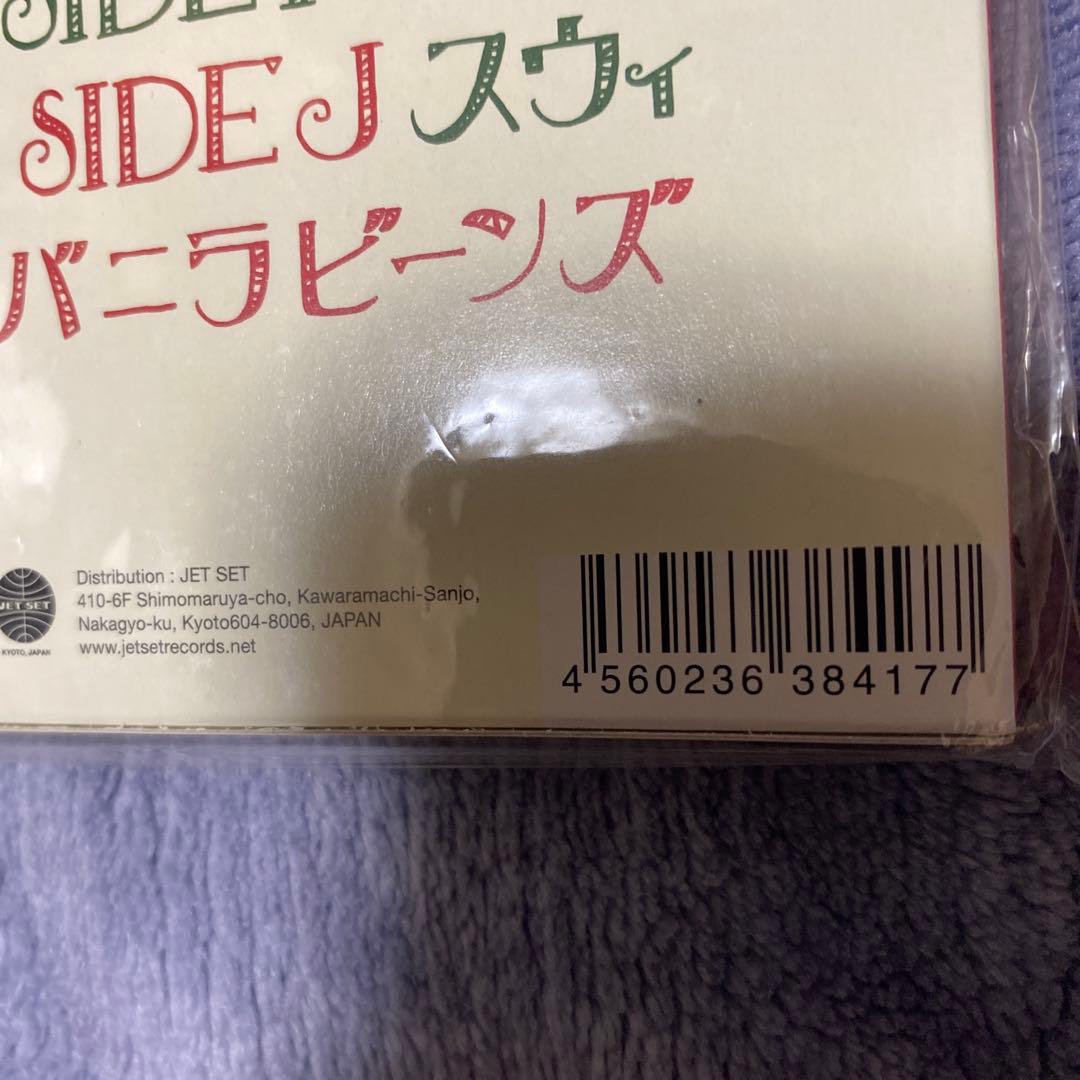 SIDE
SIDE J スウィ
バニラビーンズ
Distribution : JET SET
410-6F Shimomaruya-cho, Kawaramachi-Sanjo,
Nakagyo-ku, Kyoto604-8006, JAPAN
www.jetsetrecords.net
JET SET
KYOTO, JAPAN
4 560236 384177